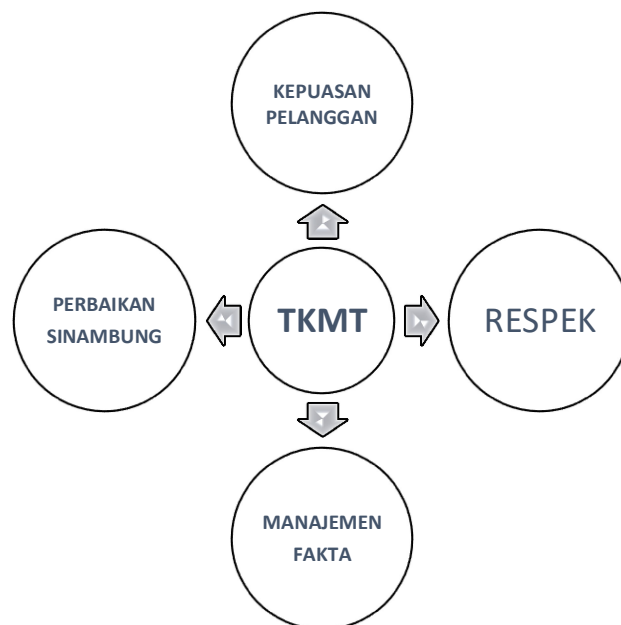 KEPUASAN
PELANGGAN
PERBAIKAN
SINAMBUNG
TKMT
RESPEK
MANAJEMEN
FAKTA